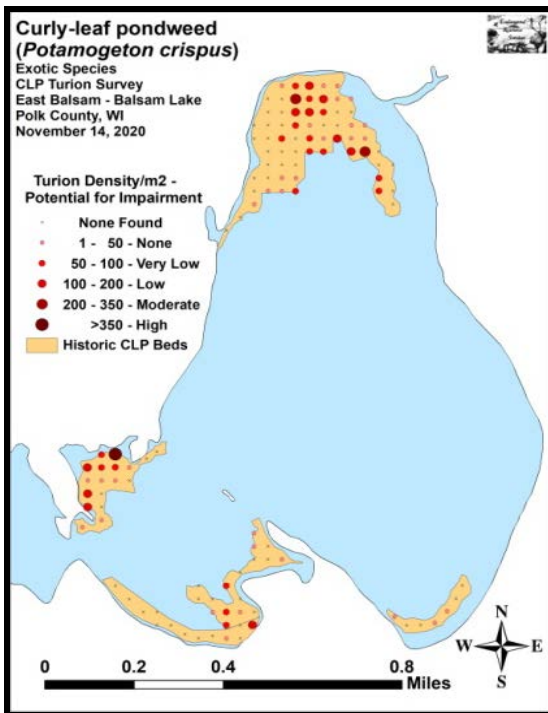 Curly-leaf pondweed
(Potamogeton crispus)
Exotic Species
CLP Turion Survey
East Balsam - Balsam Lake
Polk County, WI
November 14, 2020
Turion Density/m2 -
Potential for Impairment
None Found
1 - 50 - None
50 - 100 - Very Low
100 - 200 - Low
200 - 350 - Moderate
>350 - High
Historic CLP Beds
N
W E
S
0 0.2 0.4 0.8
Miles